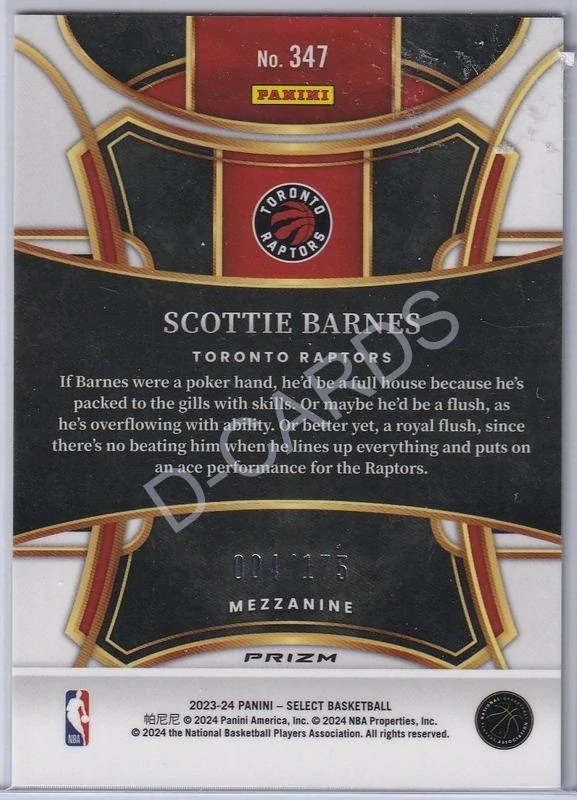 No. 347
PANINI
TORONTO
RAPTORS
SCOTTIE BARNES
TORONTO RAPTORS
If Barnes were a poker hand, he'd be a full house because he's
packed to the gills with skills. Or maybe he'd be a flush, as
he's overflowing with ability. Or better yet, a royal flush, since
there's no beating him when he lines up everything and puts on
an ace performance for the Raptors.
D-CARDS
004/175
MEZZANINE
PRIZM
2023-24 PANINI – SELECT BASKETBALL
帕尼尼 © 2024 Panini America, Inc. © 2024 NBA Properties, Inc.
© 2024 the National Basketball Players Association. All rights reserved.
NBA
NATIONAL BASKETBALL
PLAYERS ASSOCIATION